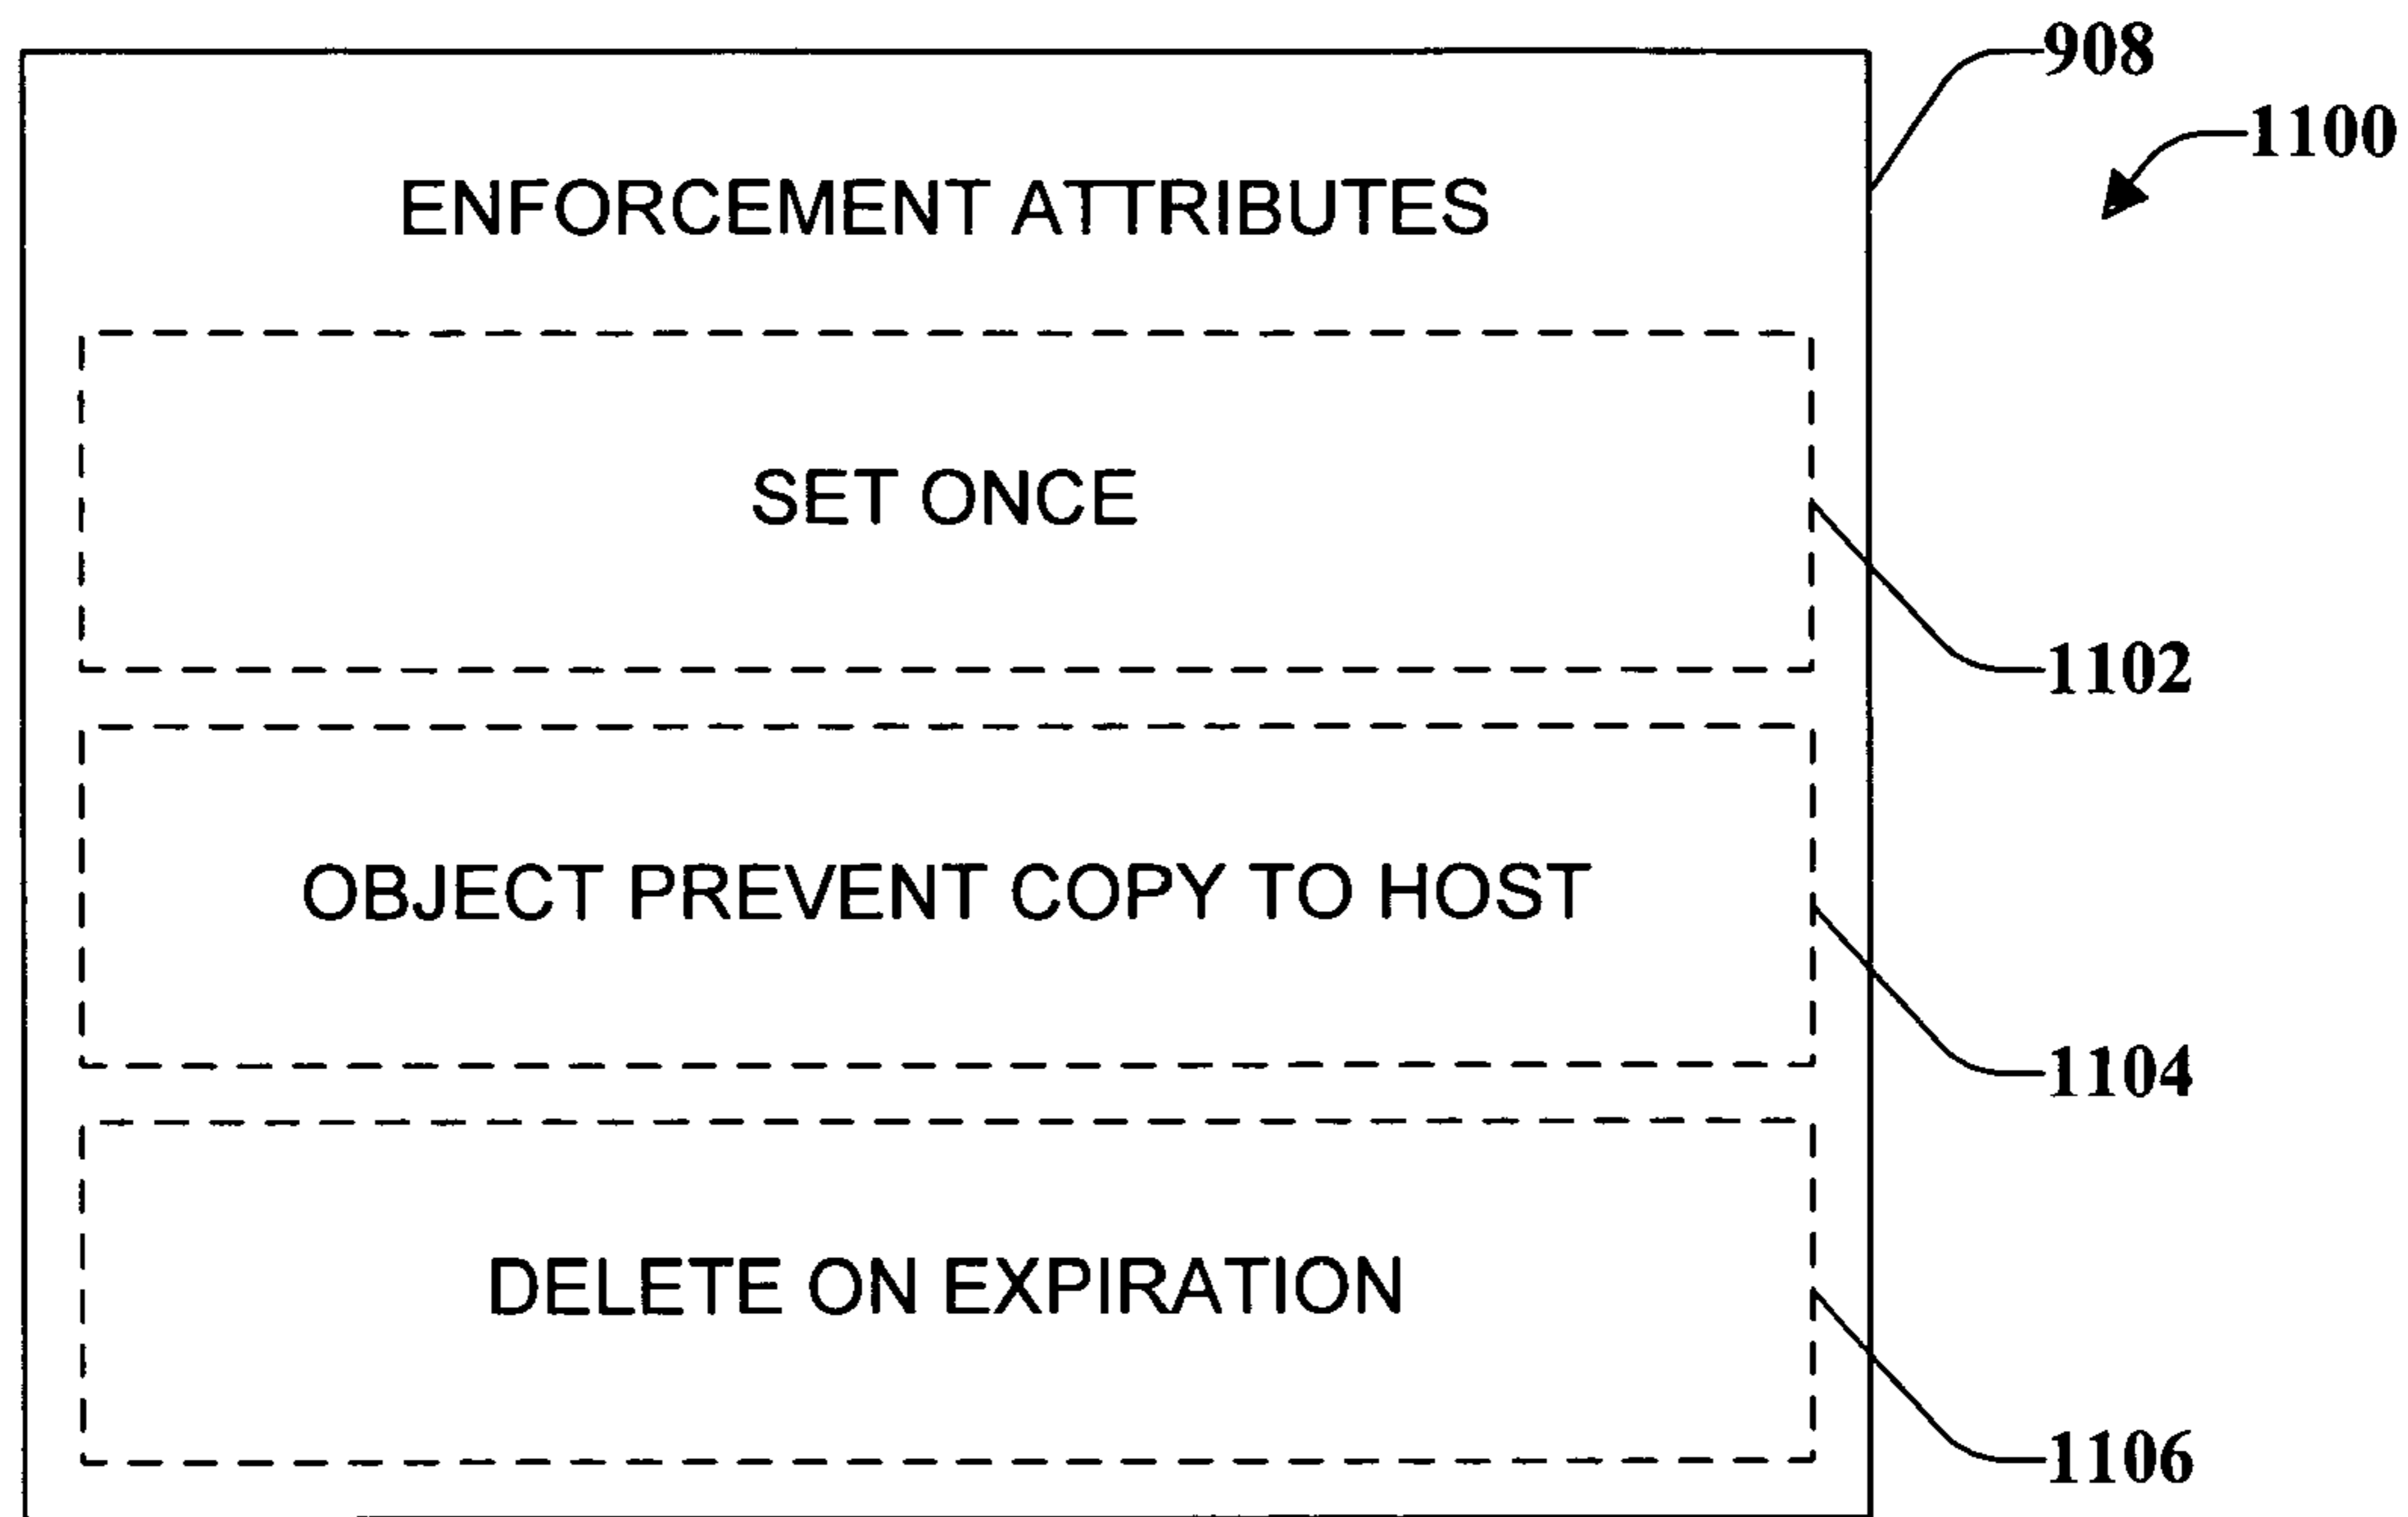 908
1100
ENFORCEMENT ATTRIBUTES
SET ONCE
1102
OBJECT PREVENT COPY TO HOST
1104
DELETE ON EXPIRATION
1106